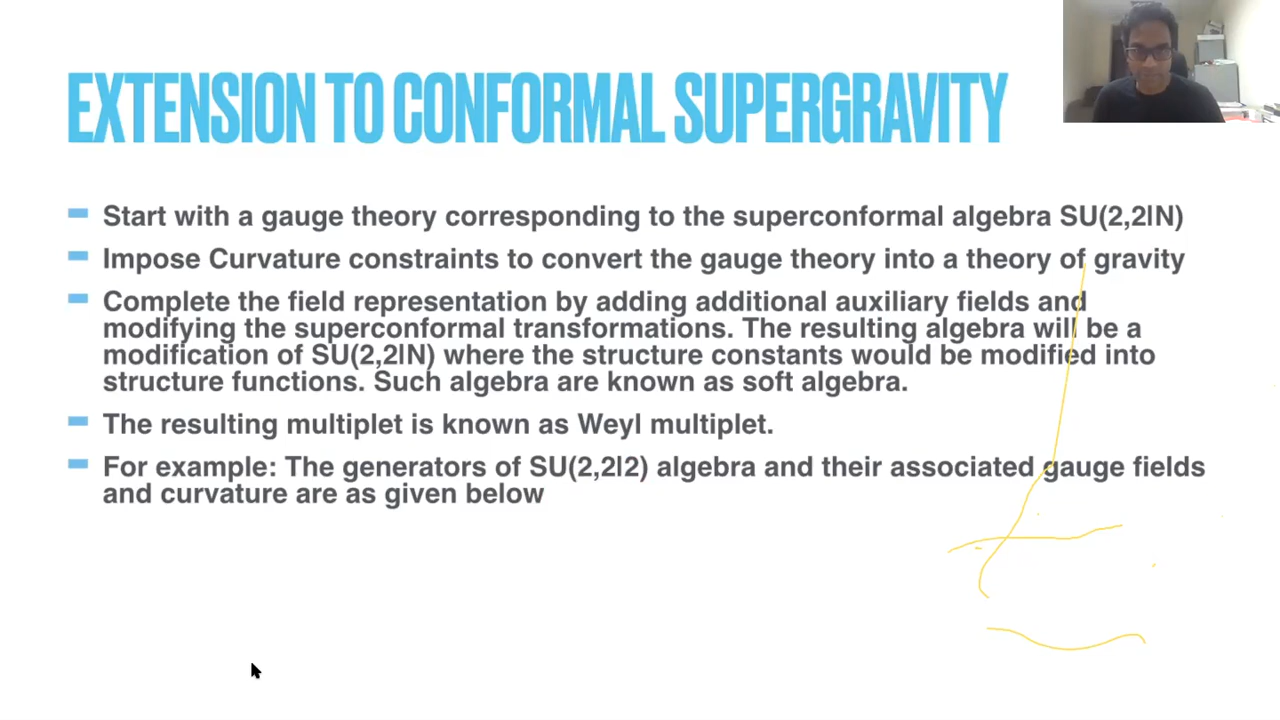 EXTENSION TO CONFORMAL SUPERGRAVITY
Start with a gauge theory corresponding to the superconformal algebra SU(2,2|N)
Impose Curvature constraints to convert the gauge theory into a theory of gravity
Complete the field representation by adding additional auxiliary fields and
modifying the superconformal transformations. The resulting algebra will be a
modification of SU(2,2|N) where the structure constants would be modified into
structure functions. Such algebra are known as soft algebra.
The resulting multiplet is known as Weyl multiplet.
For example: The generators of SU(2,2|2) algebra and their associated gauge fields
and curvature are as given below